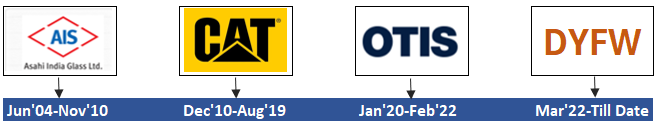 AIS
Asahi India Glass Ltd.
CAT
OTIS
DYFW
Jun'04-Nov'10
Dec'10-Aug'19
Jan'20-Feb'22
Mar'22-Till Date